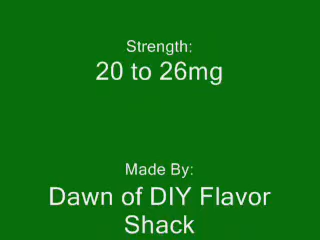 Strength:
20 to 26mg
Made By:
Dawn of DIY Flavor
Shack